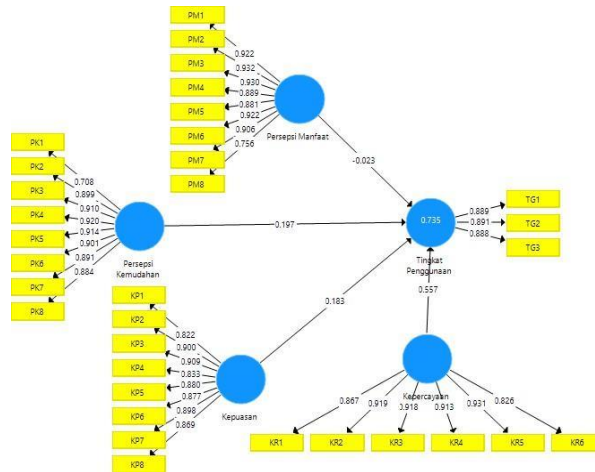 PM1
PM2
PM3
PM4
PM5
PM6
PM7
PM8
0.922
0.932
0.930
0.889
0.881
0.922
0.906
0.756
Persepsi Manfaat
-0.023
PK1
PK2
PK3
PK4
PK5
PK6
PK7
PK8
0.708
0.899
0.910
0.920
0.914
0.901
0.891
0.884
Persepsi
Kemudahan
0.197
0.735
Tingkat
Penggunaan
0.889
0.891
0.888
TG1
TG2
TG3
KP1
KP2
KP3
KP4
KP5
KP6
KP7
KP8
0.822
0.900
0.909
0.833
0.880
0.877
0.898
0.869
Kepuasan
0.183
0.557
Kepercayaan
0.867
0.919
0.918
0.913
0.931
0.826
KR1
KR2
KR3
KR4
KR5
KR6